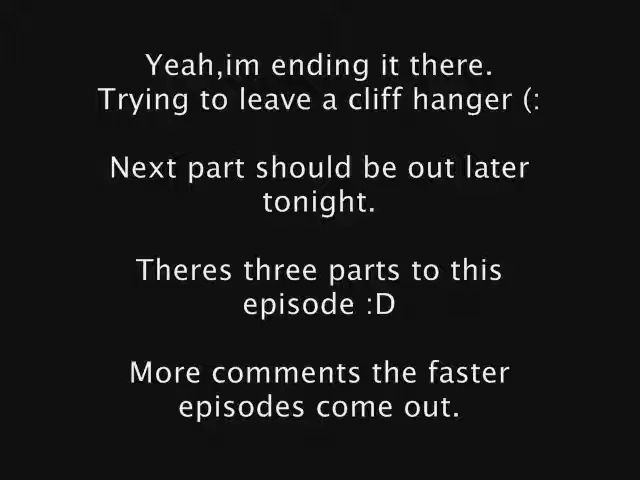 Yeah,im ending it there.
Trying to leave a cliff hanger (:
Next part should be out later
tonight.
Theres three parts to this
episode :D
More comments the faster
episodes come out.